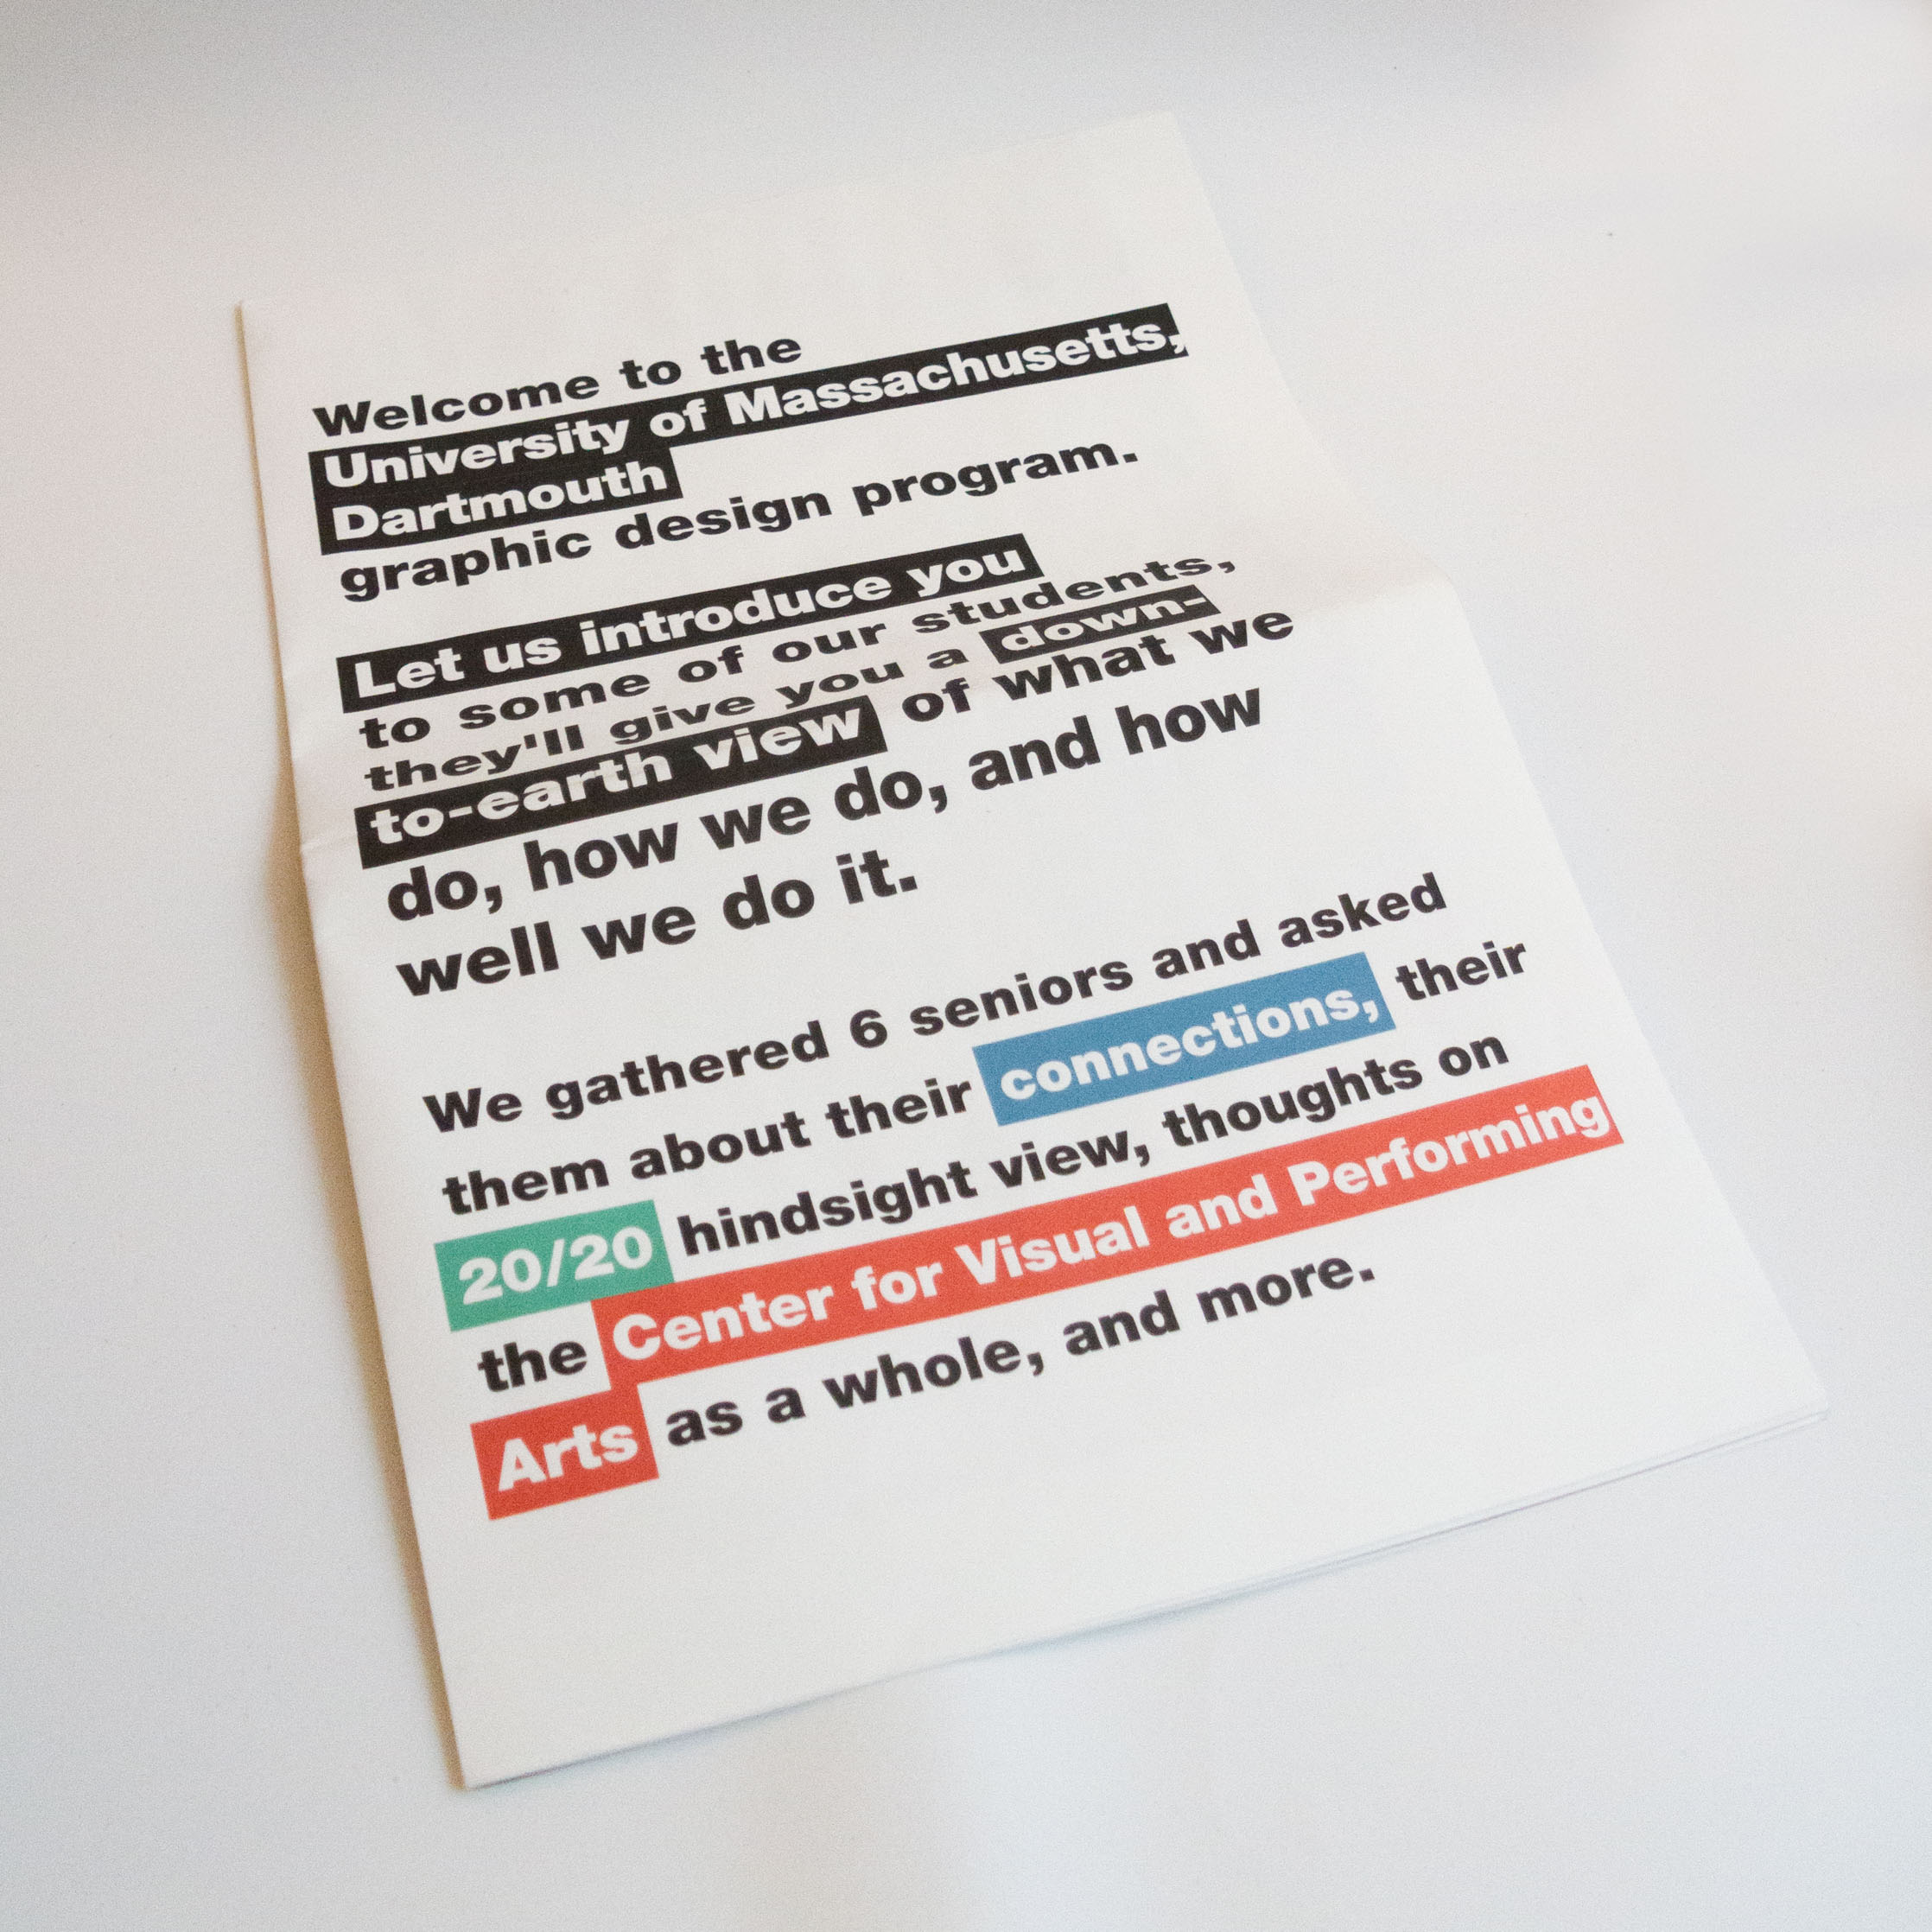 Welcome to the
University of Massachusetts,
Dartmouth
graphic design program.
Let us introduce you
to some of our students,
they'll give you a down-
to-earth view of what we
do, how we do, and how
well we do it.
We gathered 6 seniors and asked
them about their connections, their
20/20 hindsight view, thoughts on
the Center for Visual and Performing
Arts as a whole, and more.